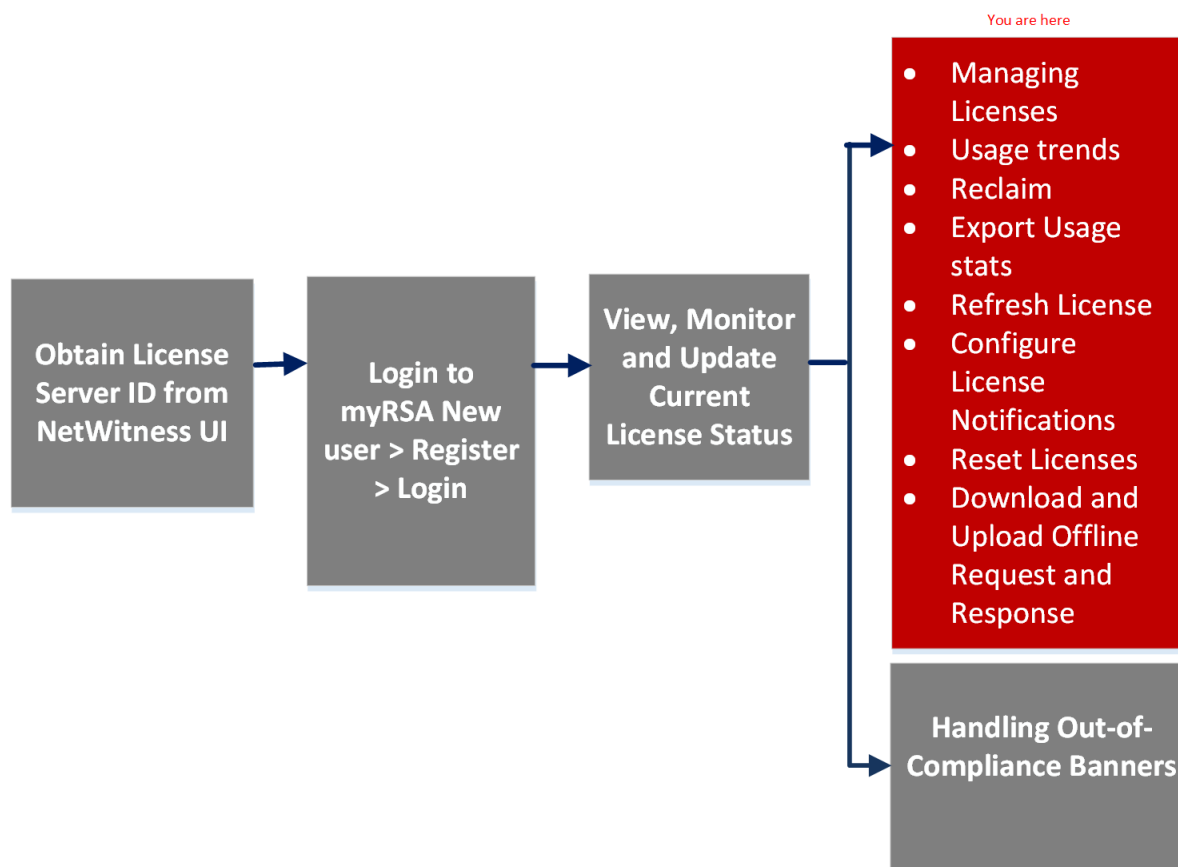 You are here
Managing
Licenses
Usage trends
Reclaim
Export Usage
stats
Refresh License
Configure
License
Notifications
Reset Licenses
Download and
Upload Offline
Request and
Response
Obtain License
Server ID from
NetWitness UI
Login to
myRSA New
user > Register
> Login
View, Monitor
and Update
Current
License Status
Handling Out-of-
Compliance Banners